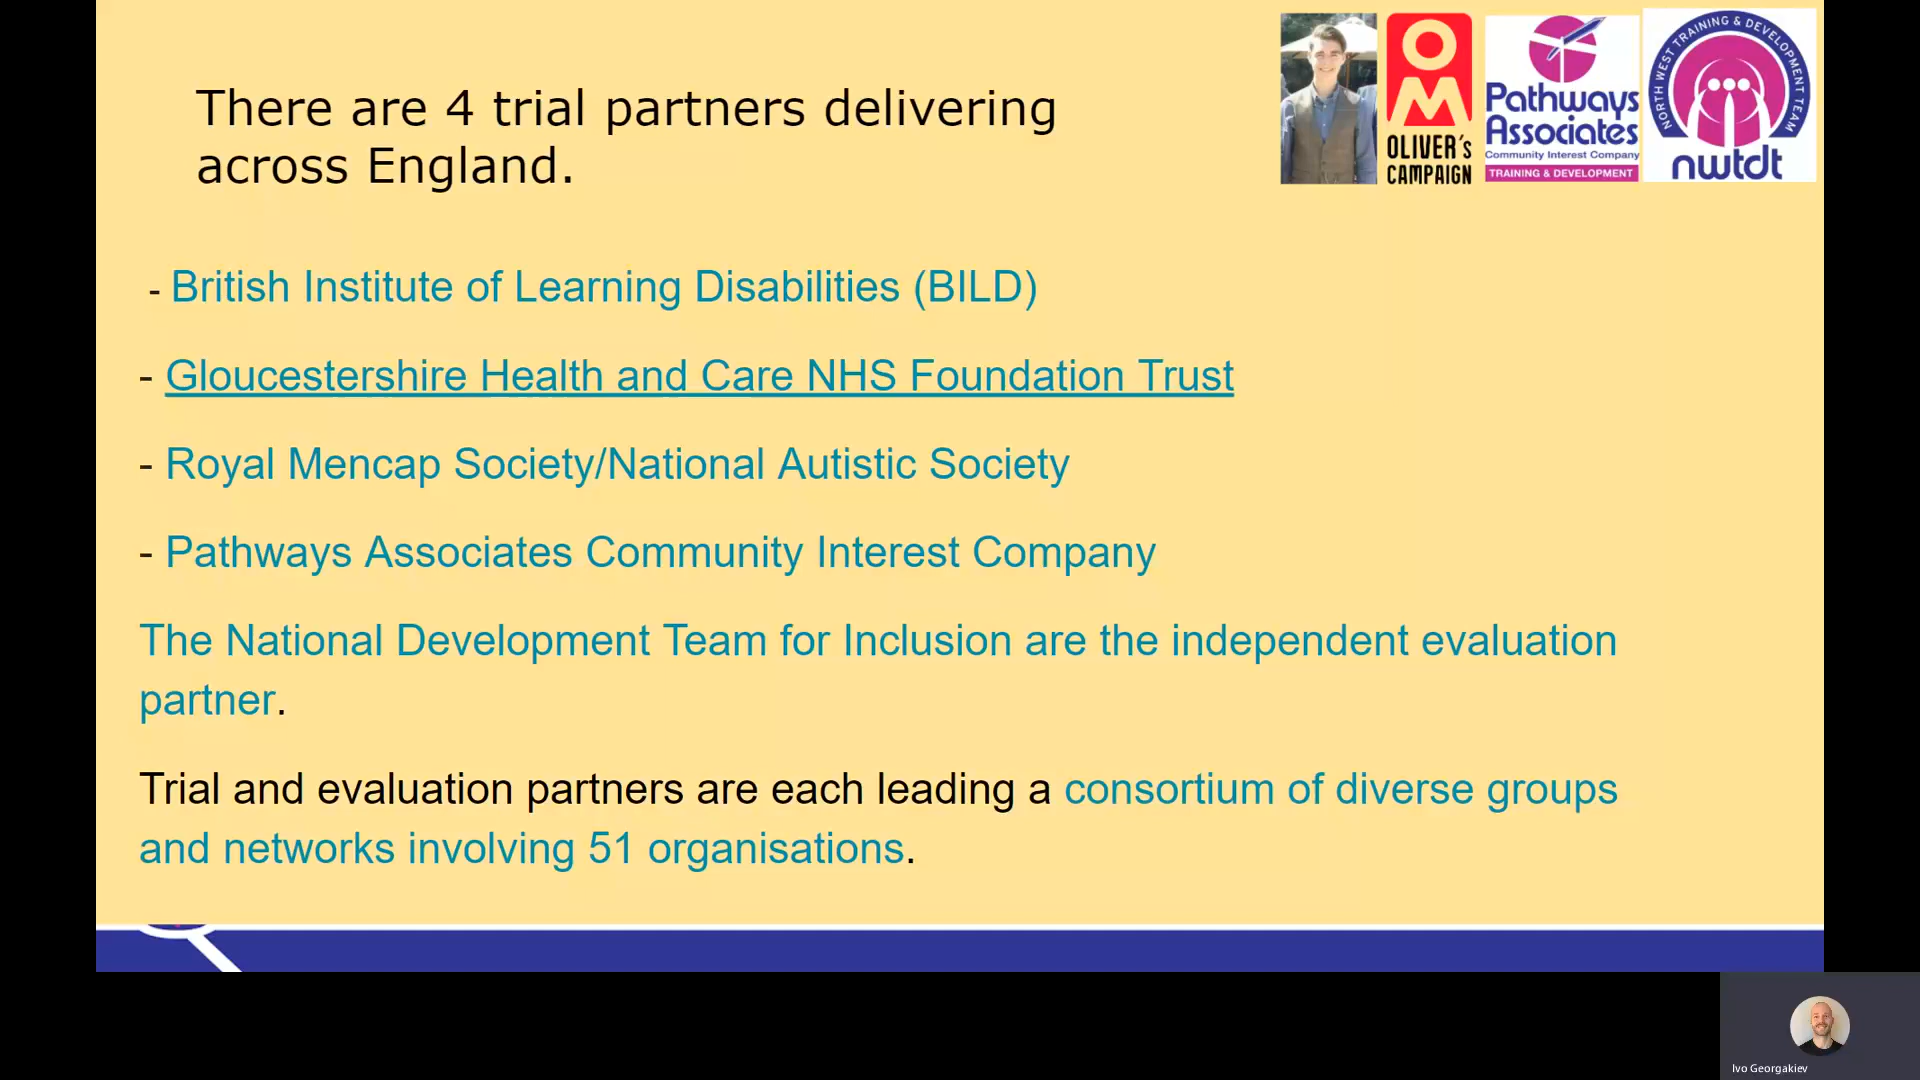 There are 4 trial partners delivering
across England.
OLIVER's
CAMPAIGN
Pathways
Associates
Community Interest Company
TRAINING & DEVELOPMENT
NORTH WEST TRAINING & DEVELOPMENT TEAM
nwtdt
- British Institute of Learning Disabilities (BILD)
- Gloucestershire Health and Care NHS Foundation Trust
- Royal Mencap Society/National Autistic Society
- Pathways Associates Community Interest Company
The National Development Team for Inclusion are the independent evaluation
partner.
Trial and evaluation partners are each leading a consortium of diverse groups
and networks involving 51 organisations.
Ivo Georgakiev